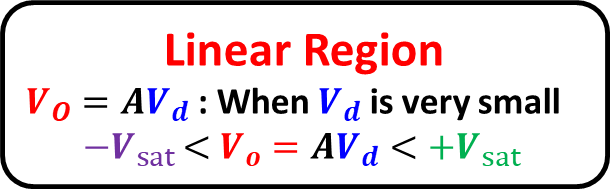 Linear Region
V_O = AV_d : When V_d is very small
−V_sat < V_o = AV_d < +V_sat